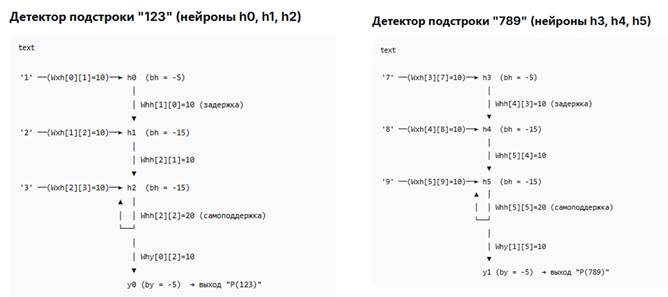 Детектор подстроки "123" (нейроны h0, h1, h2)
text
'1' ──(Wxh[0][1]=10)──► h0 (bh = -5)
Whh[1][0]=10 (задержка)
'2' ──(Wxh[1][2]=10)──► h1 (bh = -15)
Whh[2][1]=10
'3' ──(Wxh[2][3]=10)──► h2 (bh = -15)
Whh[2][2]=20 (самоподдержка)
Why[0][2]=10
y0 (by = -5) → выход "P(123)"
Детектор подстроки "789" (нейроны h3, h4, h5)
text
'7' ──(Wxh[3][7]=10)──► h3 (bh = -5)
Whh[4][3]=10 (задержка)
'8' ──(Wxh[4][8]=10)──► h4 (bh = -15)
Whh[5][4]=10
'9' ──(Wxh[5][9]=10)──► h5 (bh = -15)
Whh[5][5]=20 (самоподдержка)
Why[1][5]=10
y1 (by = -5) → выход "P(789)"